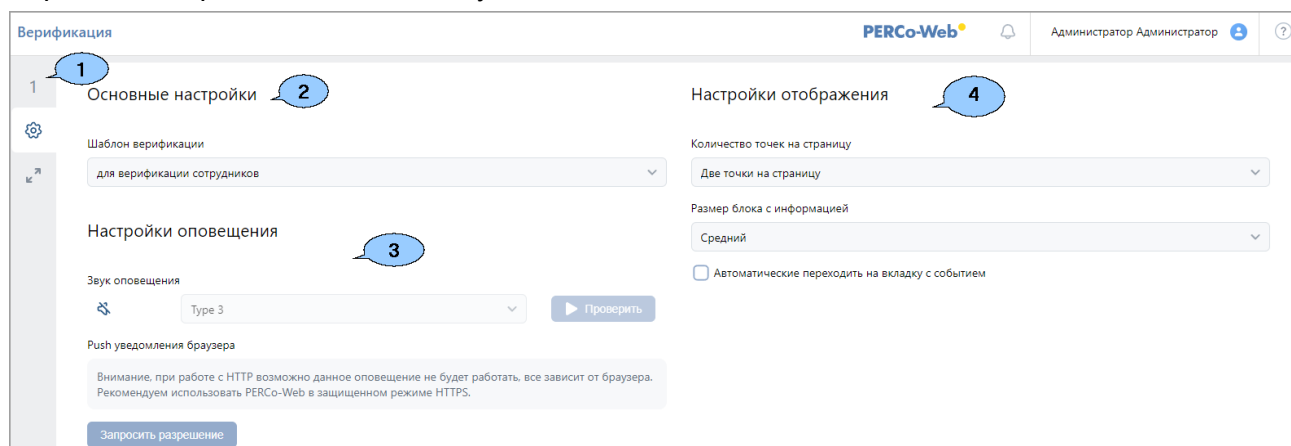 Верификация
PERCo-Web
Администратор Администратор
?
1
1
Основные настройки
2
Настройки отображения
4
Шаблон верификации
для верификации сотрудников
Количество точек на страницу
Две точки на страницу
Размер блока с информацией
Средний
Автоматические переходить на вкладку с событием
Настройки оповещения
3
Звук оповещения
Type 3
Проверить
Push уведомления браузера
Внимание, при работе с HTTP возможно данное оповещение не будет работать, все зависит от браузера.
Рекомендуем использовать PERCo-Web в защищенном режиме HTTPS.
Запросить разрешение